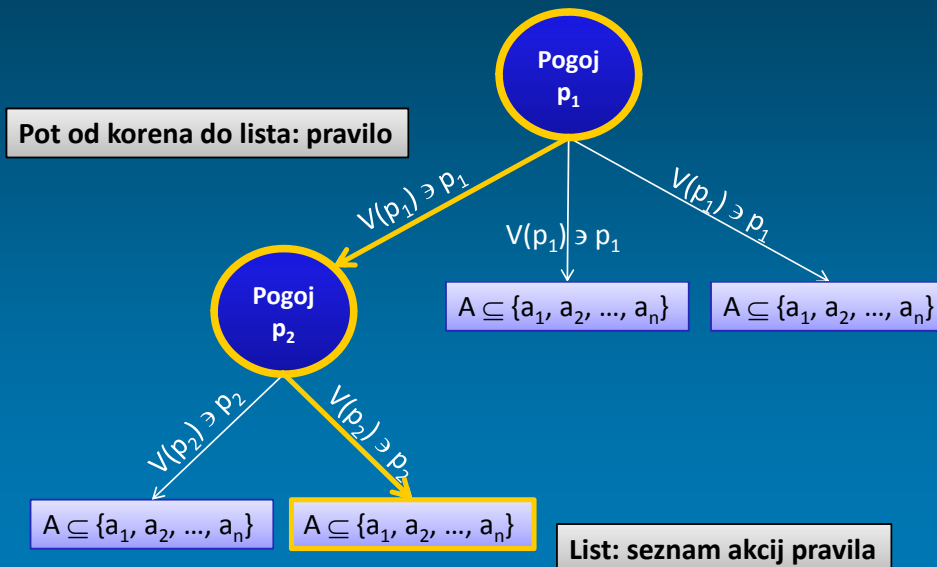 Pogoj
p₁
Pot od korena do lista: pravilo
V(p₁) ∍ p₁
V(p₁) ∍ p₁
V(p₁) ∍ p₁
Pogoj
p₂
A ⊆ {a₁, a₂, ..., aₙ}
A ⊆ {a₁, a₂, ..., aₙ}
V(p₂) ∍ p₂
V(p₂) ∍ p₂
A ⊆ {a₁, a₂, ..., aₙ}
A ⊆ {a₁, a₂, ..., aₙ}
List: seznam akcij pravila